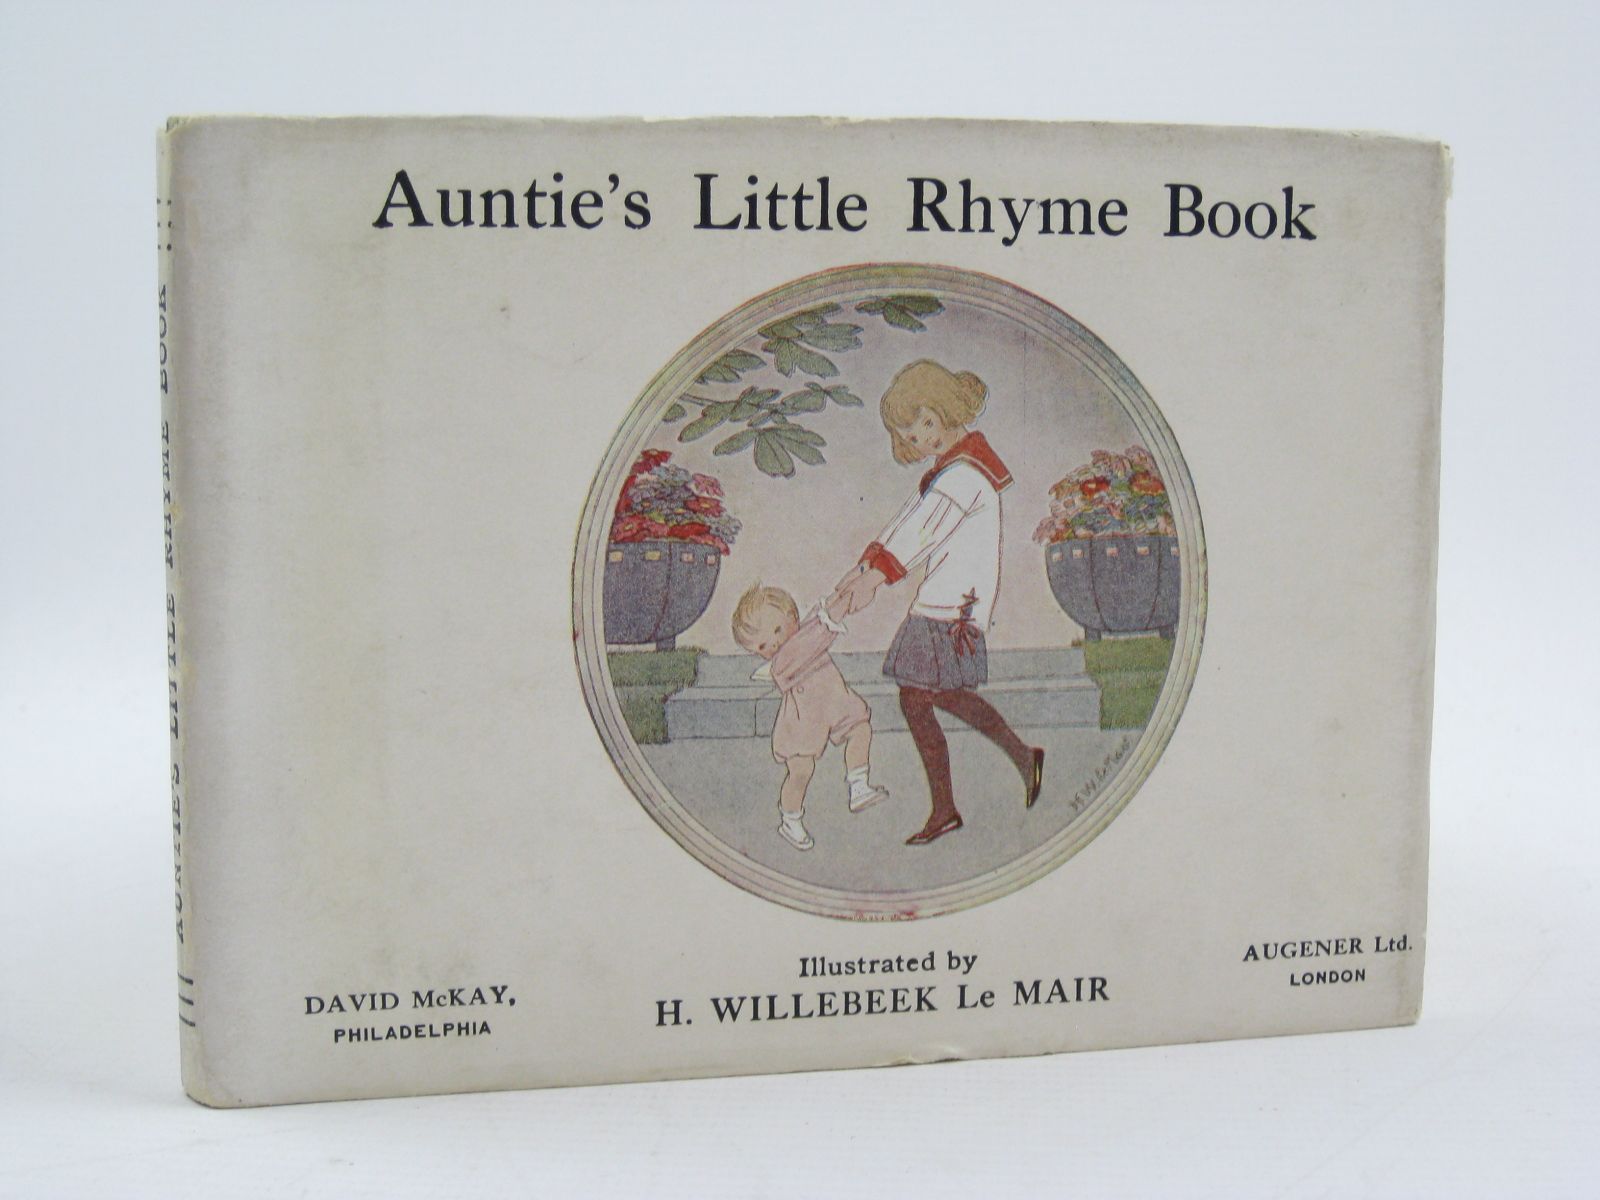 Auntie's Little Rhyme Book
Illustrated by
H. WILLEBEEK Le MAIR
DAVID McKAY,
PHILADELPHIA
AUGENER Ltd.
LONDON
AUNTIE'S LITTLE RHYME BOOK